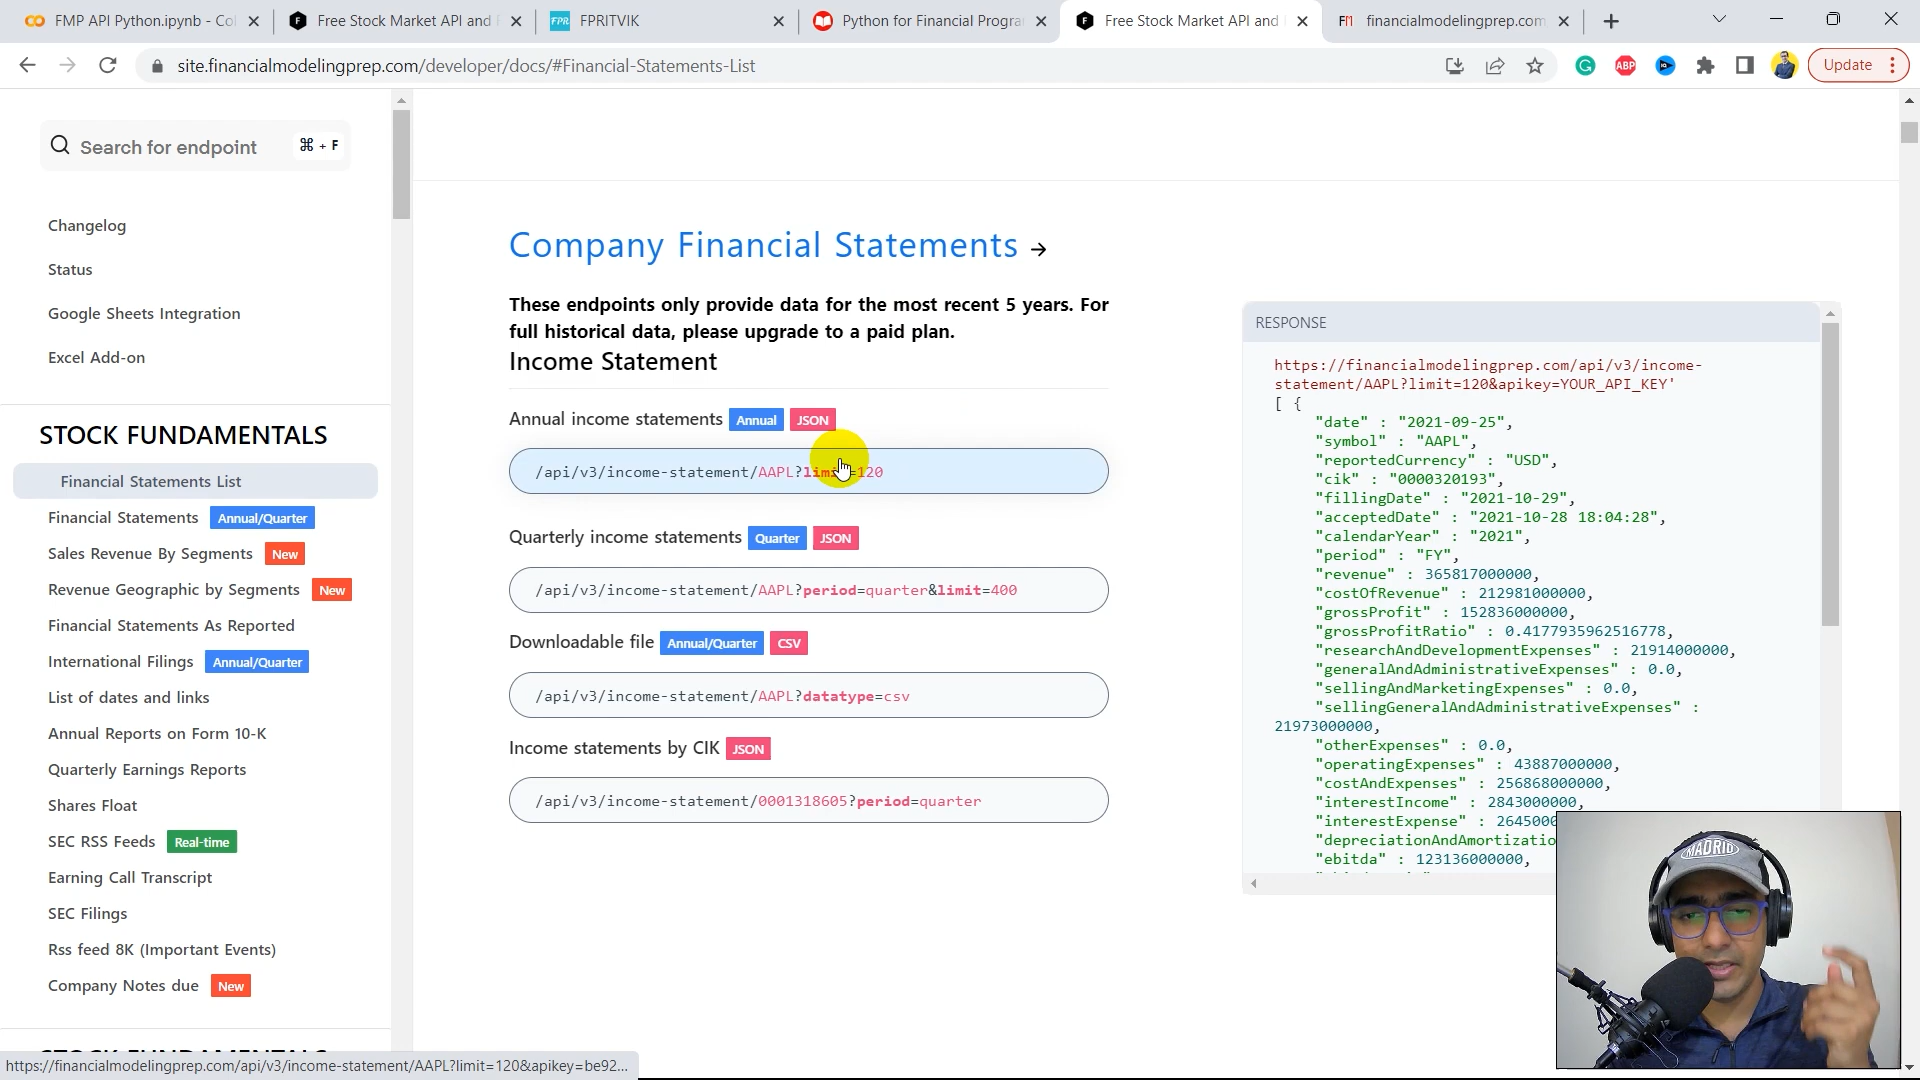 FMP API Python.ipynb - Co
Free Stock Market API and F
FPR
FPRITVIK
Python for Financial Progra
Free Stock Market API and
FM
financialmodelingprep.com
site.financialmodelingprep.com/developer/docs/#Financial-Statements-List
ABP
Update
Search for endpoint
⌘ + F
Changelog
Status
Google Sheets Integration
Excel Add-on
STOCK FUNDAMENTALS
Financial Statements List
Financial Statements Annual/Quarter
Sales Revenue By Segments New
Revenue Geographic by Segments New
Financial Statements As Reported
International Filings Annual/Quarter
List of dates and links
Annual Reports on Form 10-K
Quarterly Earnings Reports
Shares Float
SEC RSS Feeds Real-time
Earning Call Transcript
SEC Filings
Rss feed 8K (Important Events)
Company Notes due New
https://financialmodelingprep.com/api/v3/income-statement/AAPL?limit=120&apikey=be92...
Company Financial Statements →
These endpoints only provide data for the most recent 5 years. For
full historical data, please upgrade to a paid plan.
Income Statement
Annual income statements Annual JSON
/api/v3/income-statement/AAPL?limit=120
Quarterly income statements Quarter JSON
/api/v3/income-statement/AAPL?period=quarter&limit=400
Downloadable file Annual/Quarter CSV
/api/v3/income-statement/AAPL?datatype=csv
Income statements by CIK JSON
/api/v3/income-statement/0001318605?period=quarter
RESPONSE
https://financialmodelingprep.com/api/v3/income-
statement/AAPL?limit=120&apikey=YOUR_API_KEY'
[ {
"date" : "2021-09-25",
"symbol" : "AAPL",
"reportedCurrency" : "USD",
"cik" : "0000320193",
"fillingDate" : "2021-10-29",
"acceptedDate" : "2021-10-28 18:04:28",
"calendarYear" : "2021",
"period" : "FY",
"revenue" : 365817000000,
"costOfRevenue" : 212981000000,
"grossProfit" : 152836000000,
"grossProfitRatio" : 0.4177935962516778,
"researchAndDevelopmentExpenses" : 21914000000,
"generalAndAdministrativeExpenses" : 0.0,
"sellingAndMarketingExpenses" : 0.0,
"sellingGeneralAndAdministrativeExpenses" :
21973000000,
"otherExpenses" : 0.0,
"operatingExpenses" : 43887000000,
"costAndExpenses" : 256868000000,
"interestIncome" : 2843000000,
"interestExpense" : 264500
"depreciationAndAmortizatio
"ebitda" : 123136000000,
MADRID